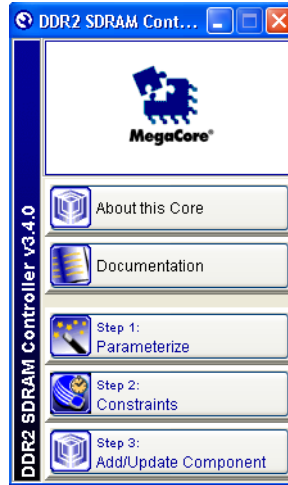 DDR2 SDRAM Cont...
MegaCore®
DDR2 SDRAM Controller v3.4.0
About this Core
Documentation
Step 1:
Parameterize
Step 2:
Constraints
Step 3:
Add/Update Component